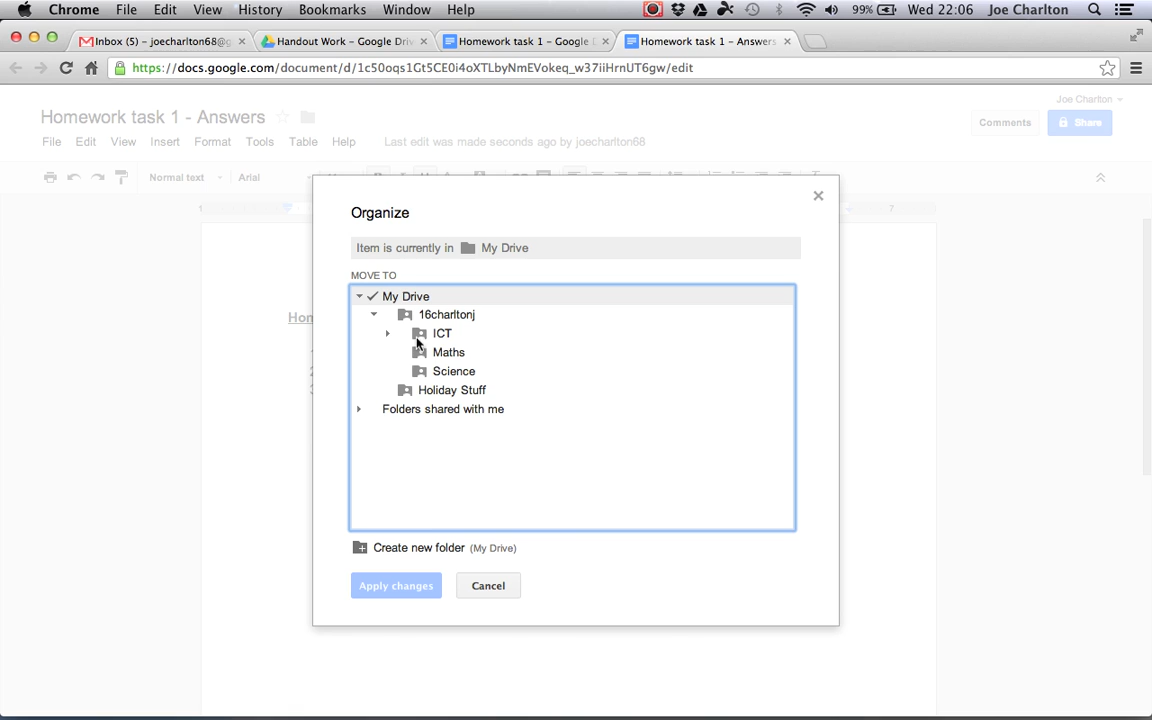 Chrome File Edit View History Bookmarks Window Help 99% Wed 22:06 Joe Charlton
Inbox (5) – joecharlton68@g
Handout Work – Google Driv
Homework task 1 – Google D
Homework task 1 – Answers
https://docs.google.com/document/d/1c50oqs1Gt5CE0i4oXTLbyNmEVokeq_w37iiHrnUT6gw/edit
Joe Charlton
Homework task 1 - Answers
Comments Share
File Edit View Insert Format Tools Table Help Last edit was made seconds ago by joecharlton68
Normal text Arial
1 7
Organize
Item is currently in My Drive
MOVE TO
My Drive
16charltonj
Hon
ICT
Maths
Science
Holiday Stuff
Folders shared with me
Create new folder (My Drive)
Apply changes Cancel